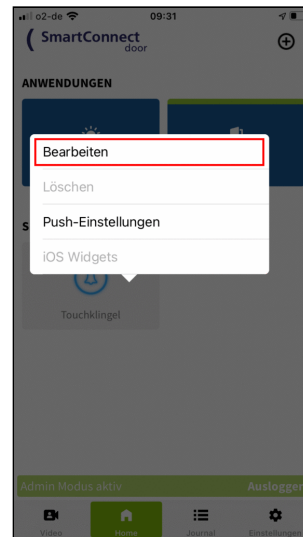 o2-de
09:31
SmartConnect
door
ANWENDUNGEN
Bearbeiten
Löschen
Push-Einstellungen
iOS Widgets
Touchklingel
Admin Modus aktiv
Ausloggen
Video
Home
Journal
Einstellungen